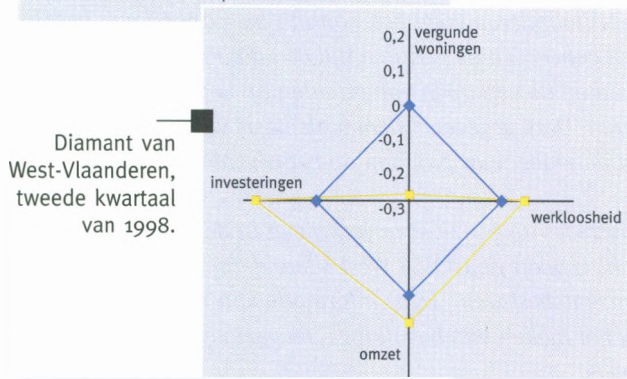 Diamant van
West-Vlaanderen,
tweede kwartaal
van 1998.
vergunde
woningen
0,2
0,1
0
-0,1
-0,2
-0,3
investeringen
werkloosheid
omzet